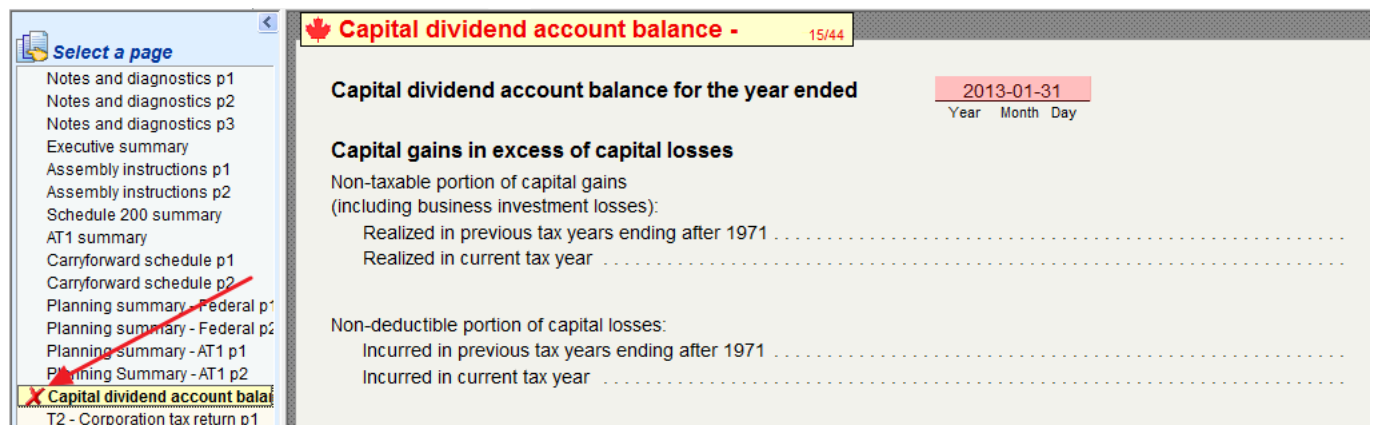 Select a page
Notes and diagnostics p1
Notes and diagnostics p2
Notes and diagnostics p3
Executive summary
Assembly instructions p1
Assembly instructions p2
Schedule 200 summary
AT1 summary
Carryforward schedule p1
Carryforward schedule p2
Planning summary - Federal p1
Planning summary - Federal p2
Planning summary - AT1 p1
Planning Summary - AT1 p2
Capital dividend account balar
T2 - Corporation tax return p1
Capital dividend account balance - 15/44
Capital dividend account balance for the year ended 2013-01-31
Year Month Day
Capital gains in excess of capital losses
Non-taxable portion of capital gains
(including business investment losses):
Realized in previous tax years ending after 1971
Realized in current tax year
Non-deductible portion of capital losses:
Incurred in previous tax years ending after 1971
Incurred in current tax year